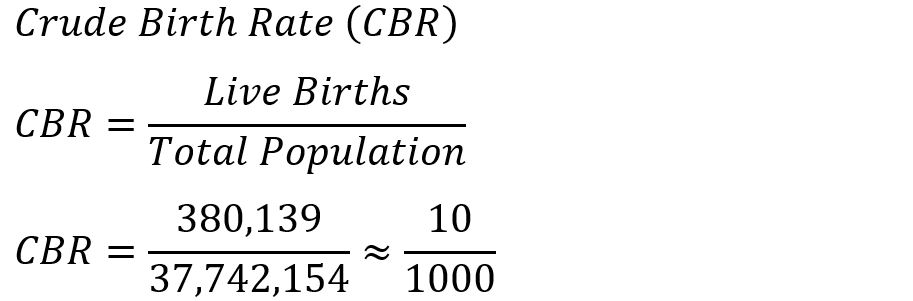 Crude Birth Rate (CBR)
CBR = Live Births / Total Population
CBR = 380,139 / 37,742,154 ≈ 10 / 1000